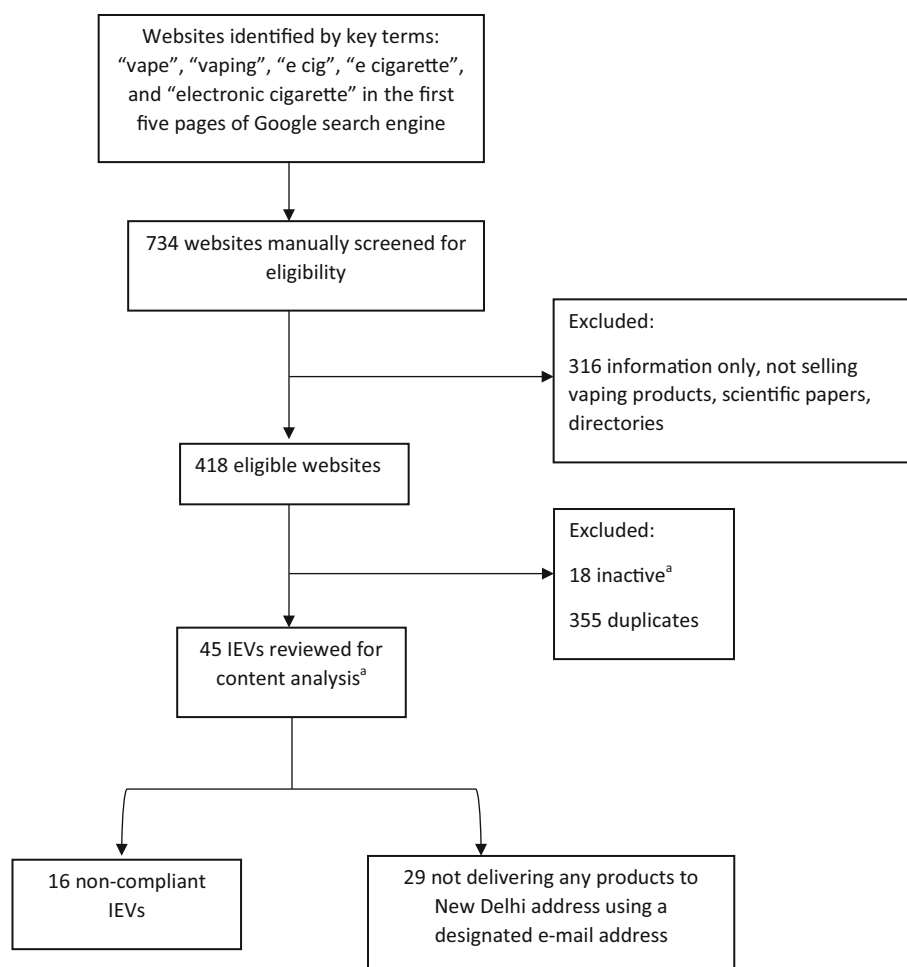 Websites identified by key terms:
“vape”, “vaping”, “e cig”, “e cigarette”,
and “electronic cigarette” in the first
five pages of Google search engine
734 websites manually screened for
eligibility
Excluded:
316 information only, not selling
vaping products, scientific papers,
directories
418 eligible websites
Excluded:
18 inactiveᵃ
355 duplicates
45 IEVs reviewed for
content analysisᵃ
16 non-compliant
IEVs
29 not delivering any products to
New Delhi address using a
designated e-mail address